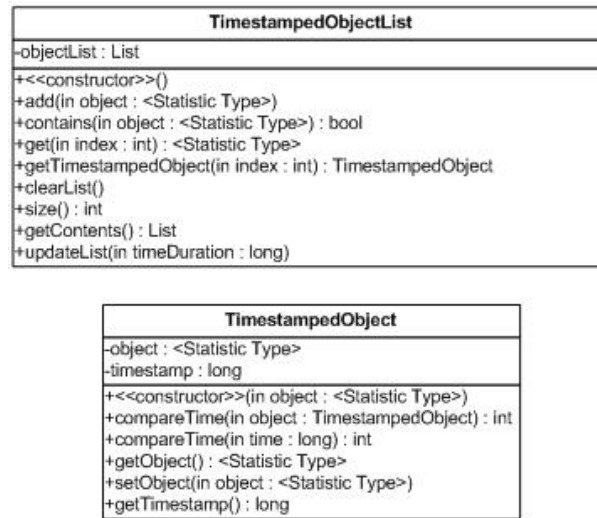 TimestampedObjectList
-objectList : List
+<<constructor>>()
+add(in object : <Statistic Type>)
+contains(in object : <Statistic Type>) : bool
+get(in index : int) : <Statistic Type>
+getTimestampedObject(in index : int) : TimestampedObject
+clearList()
+size() : int
+getContents() : List
+updateList(in timeDuration : long)
TimestampedObject
-object : <Statistic Type>
-timestamp : long
+<<constructor>>(in object : <Statistic Type>)
+compareTime(in object : TimestampedObject) : int
+compareTime(in time : long) : int
+getObject() : <Statistic Type>
+setObject(in object : <Statistic Type>)
+getTimestamp() : long